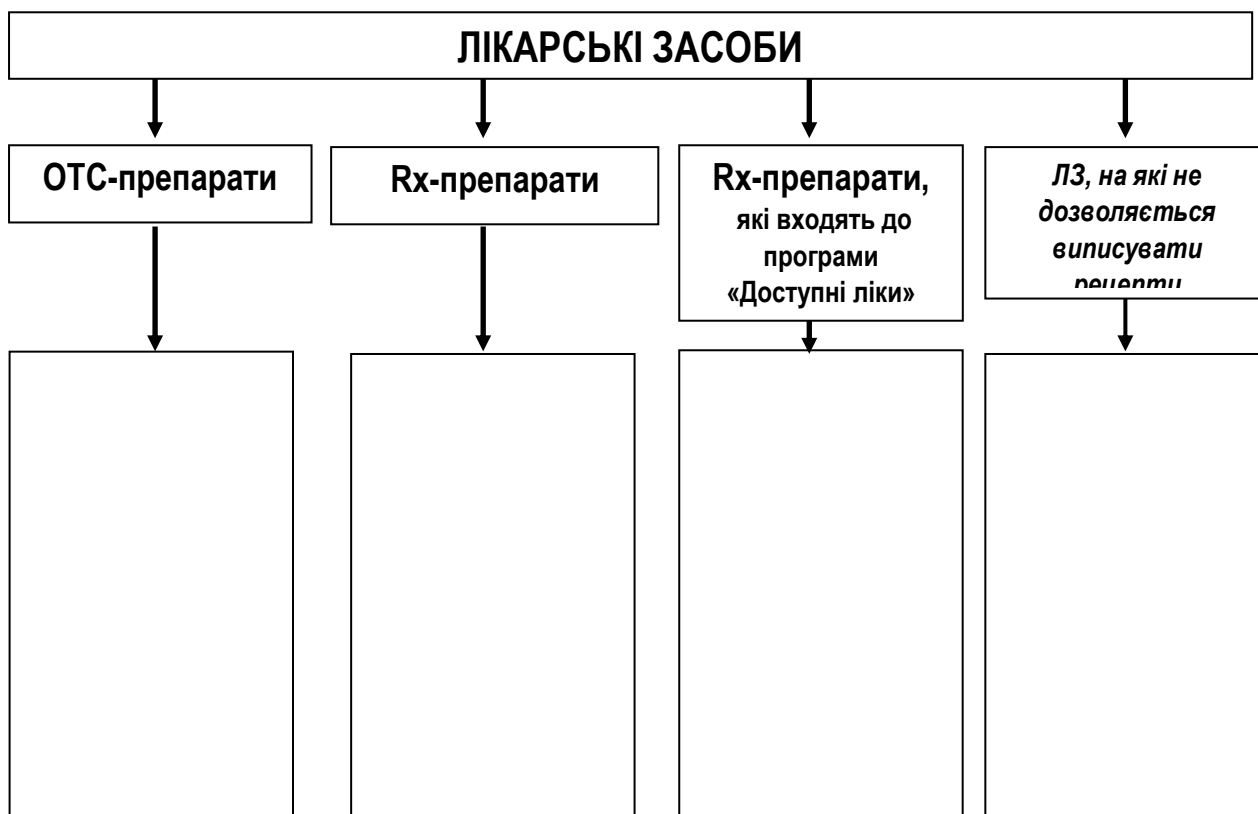 ЛІКАРСЬКІ ЗАСОБИ
ОТС-препарати
Rx-препарати
Rx-препарати,
які входять до
програми
«Доступні ліки»
ЛЗ, на які не
дозволяється
виписувати
рецепти